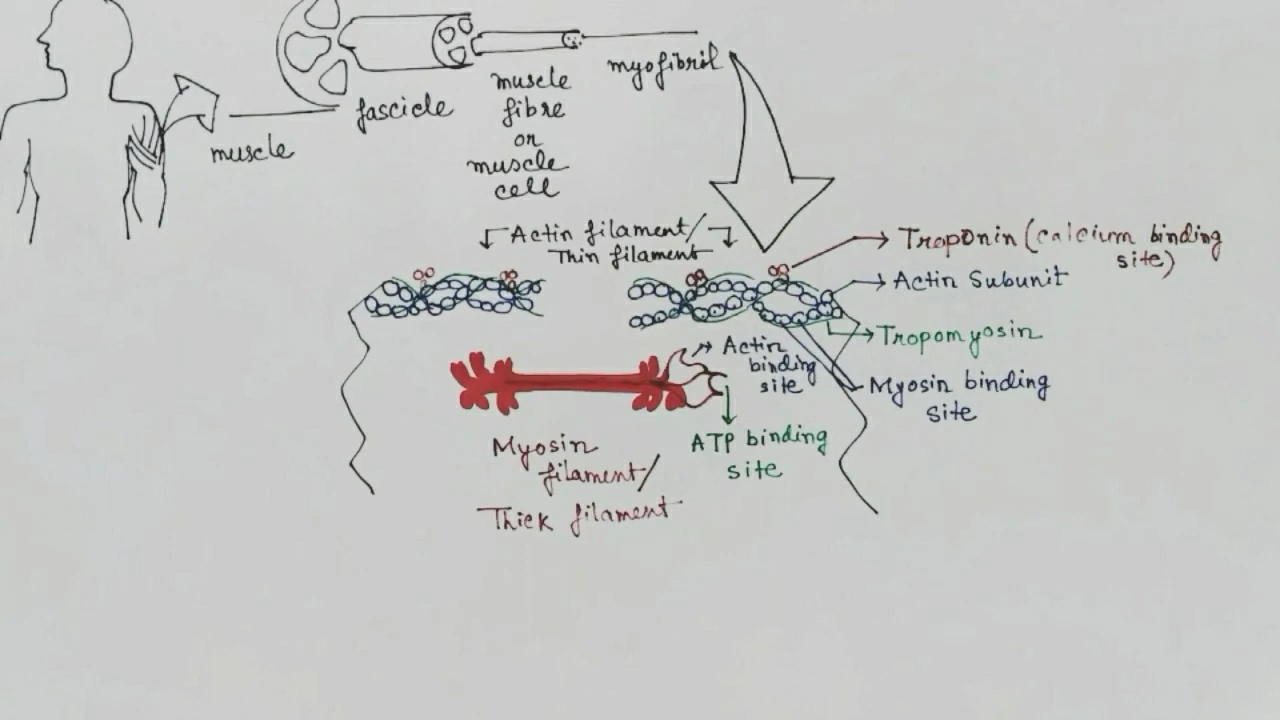 muscle
fascicle
muscle
fibre
or
muscle
cell
myofibril
Actin filament/
Thin filament
Troponin (calcium binding
site)
Actin Subunit
Tropomyosin
Myosin binding
site
Actin
binding
site
ATP binding
site
Myosin
filament/
Thick filament